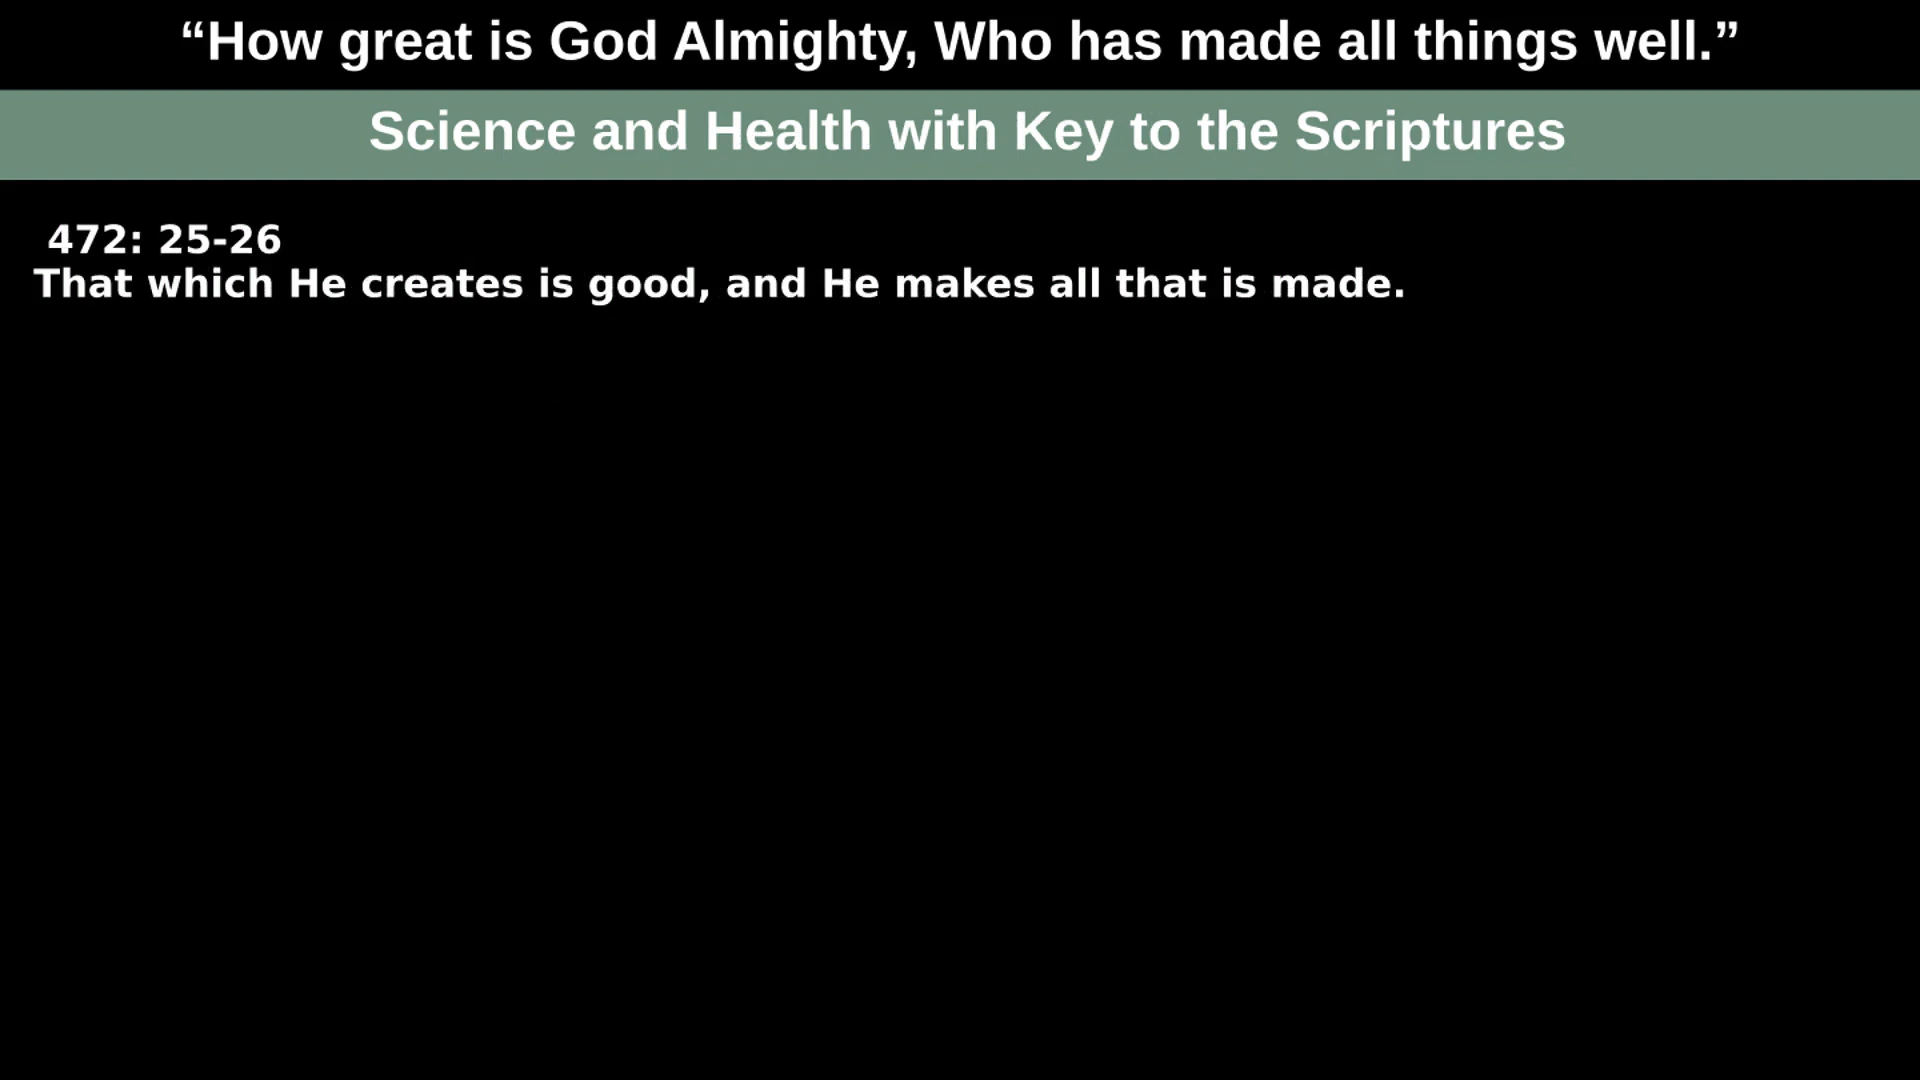 “How great is God Almighty, Who has made all things well.”
Science and Health with Key to the Scriptures
472: 25-26
That which He creates is good, and He makes all that is made.